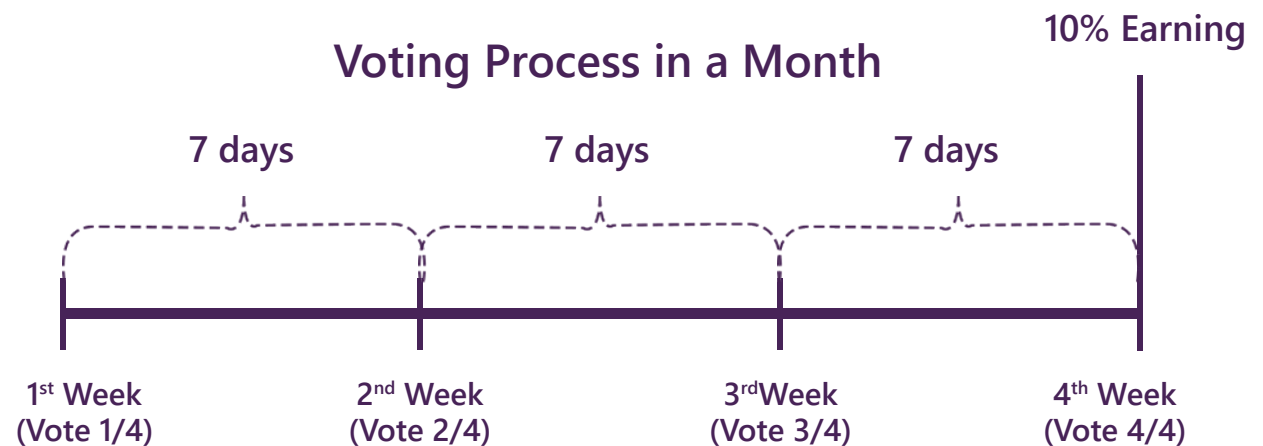 10% Earning
Voting Process in a Month
7 days
7 days
7 days
1st Week
(Vote 1/4)
2nd Week
(Vote 2/4)
3rdWeek
(Vote 3/4)
4th Week
(Vote 4/4)